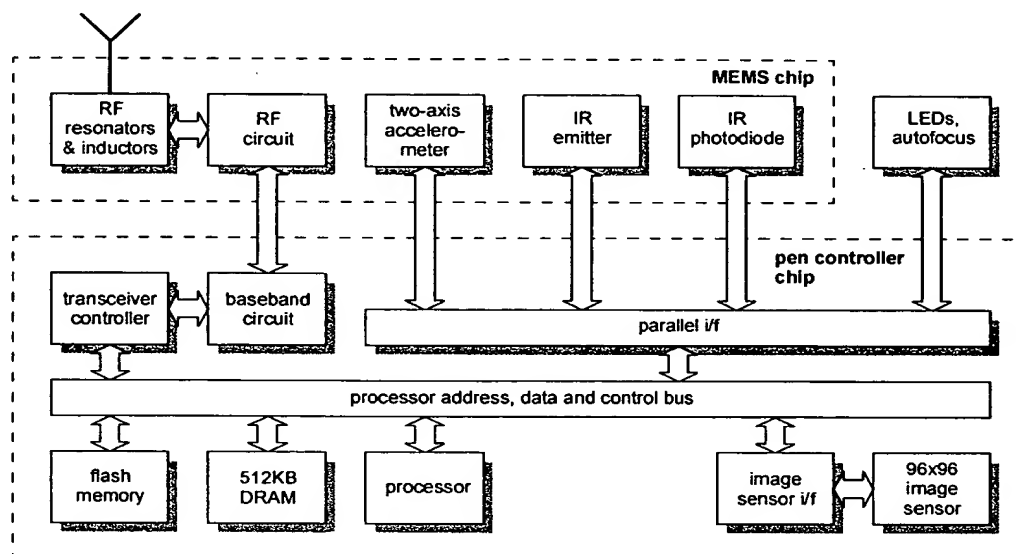 MEMS chip
RF
resonators
& inductors
RF
circuit
two-axis
accelero-
meter
IR
emitter
IR
photodiode
LEDs,
autofocus
pen controller
chip
transceiver
controller
baseband
circuit
parallel i/f
processor address, data and control bus
flash
memory
512KB
DRAM
processor
image
sensor i/f
96x96
image
sensor